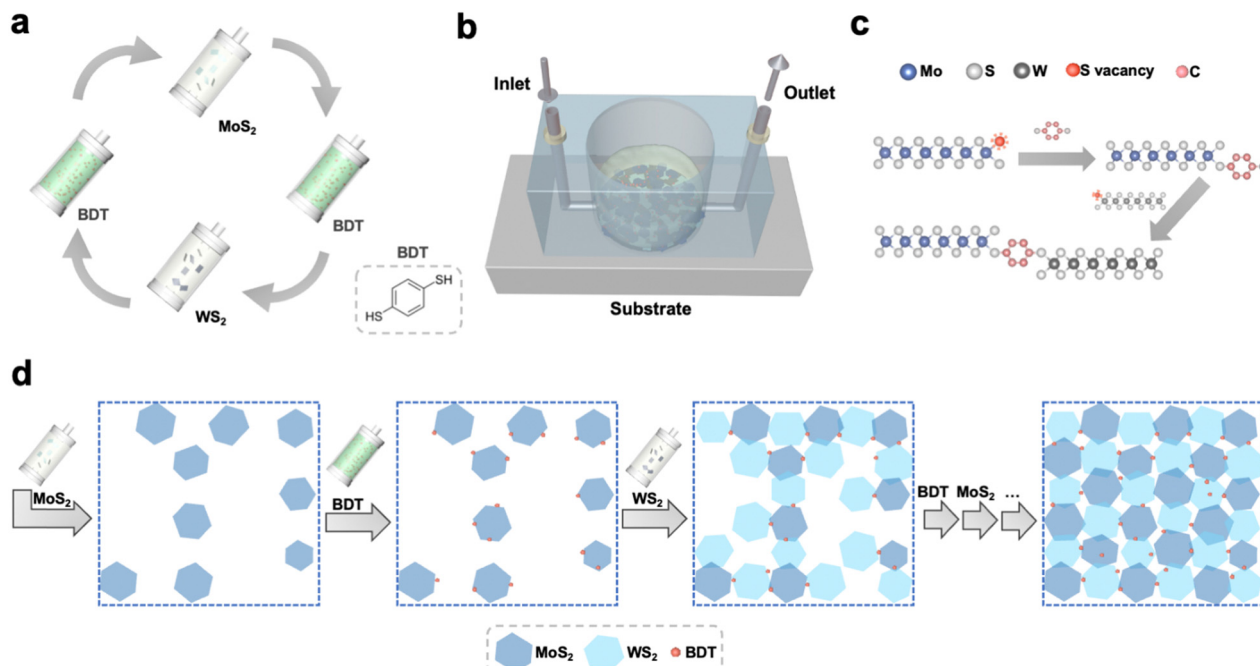 a
MoS2
BDT
BDT
WS2
BDT
SH
HS
b
Inlet
Outlet
Substrate
c
Mo S W S vacancy C
d
MoS2
BDT
WS2
BDT MoS2 ...
MoS2 WS2 BDT